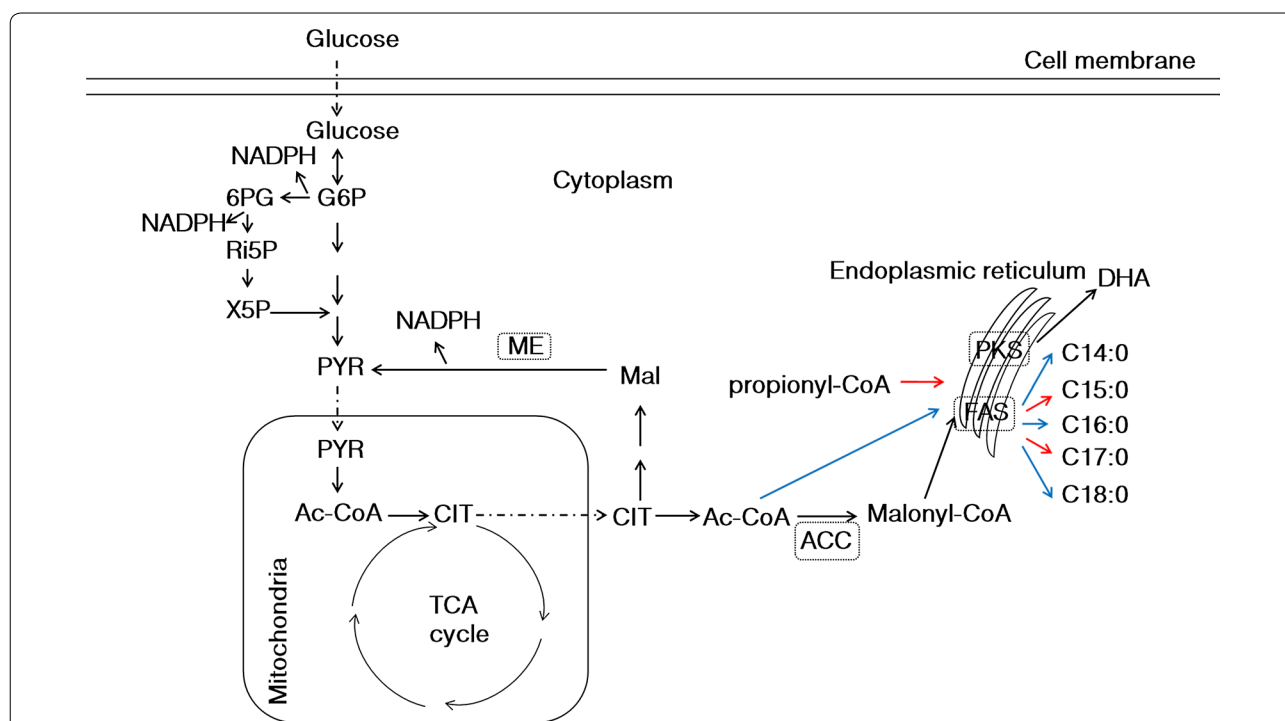 Glucose
Cell membrane
Glucose
NADPH
Cytoplasm
6PG
G6P
NADPH
Ri5P
Endoplasmic reticulum
DHA
X5P
NADPH
ME
PKS
C14:0
PYR
Mal
propionyl-CoA
C15:0
FAS
C16:0
PYR
C17:0
C18:0
Ac-CoA
CIT
CIT
Ac-CoA
Malonyl-CoA
ACC
Mitochondria
TCA
cycle